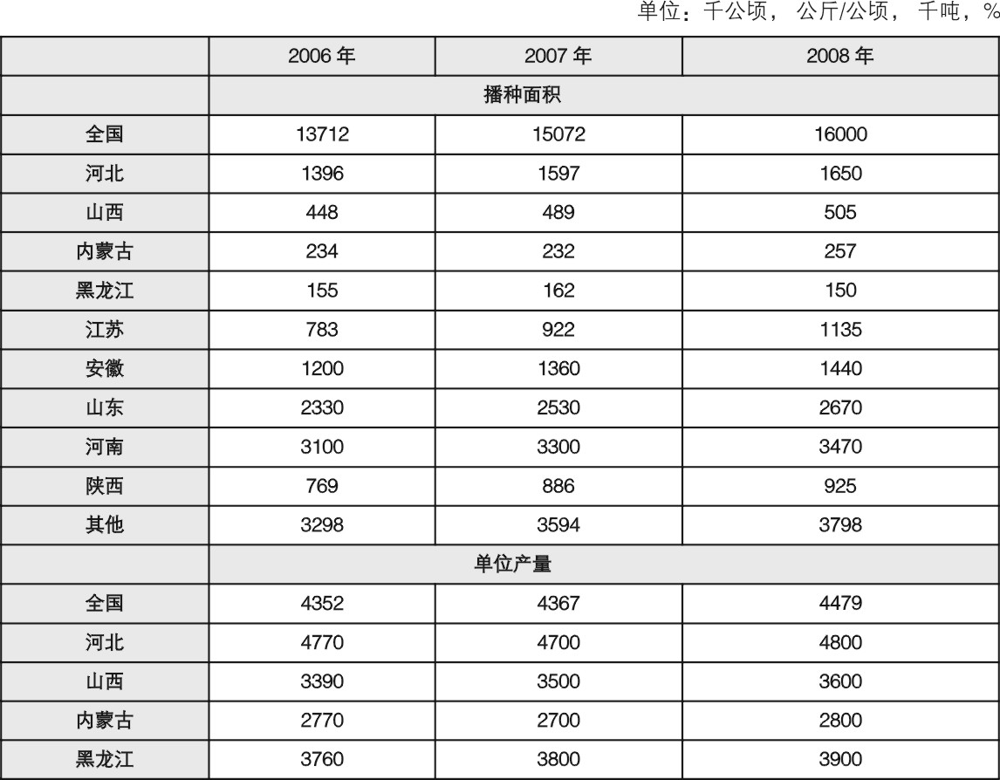 单位：千公顷， 公斤/公顷， 千吨，%
2006 年 2007 年 2008 年
播种面积
全国 13712 15072 16000
河北 1396 1597 1650
山西 448 489 505
内蒙古 234 232 257
黑龙江 155 162 150
江苏 783 922 1135
安徽 1200 1360 1440
山东 2330 2530 2670
河南 3100 3300 3470
陕西 769 886 925
其他 3298 3594 3798
单位产量
全国 4352 4367 4479
河北 4770 4700 4800
山西 3390 3500 3600
内蒙古 2770 2700 2800
黑龙江 3760 3800 3900